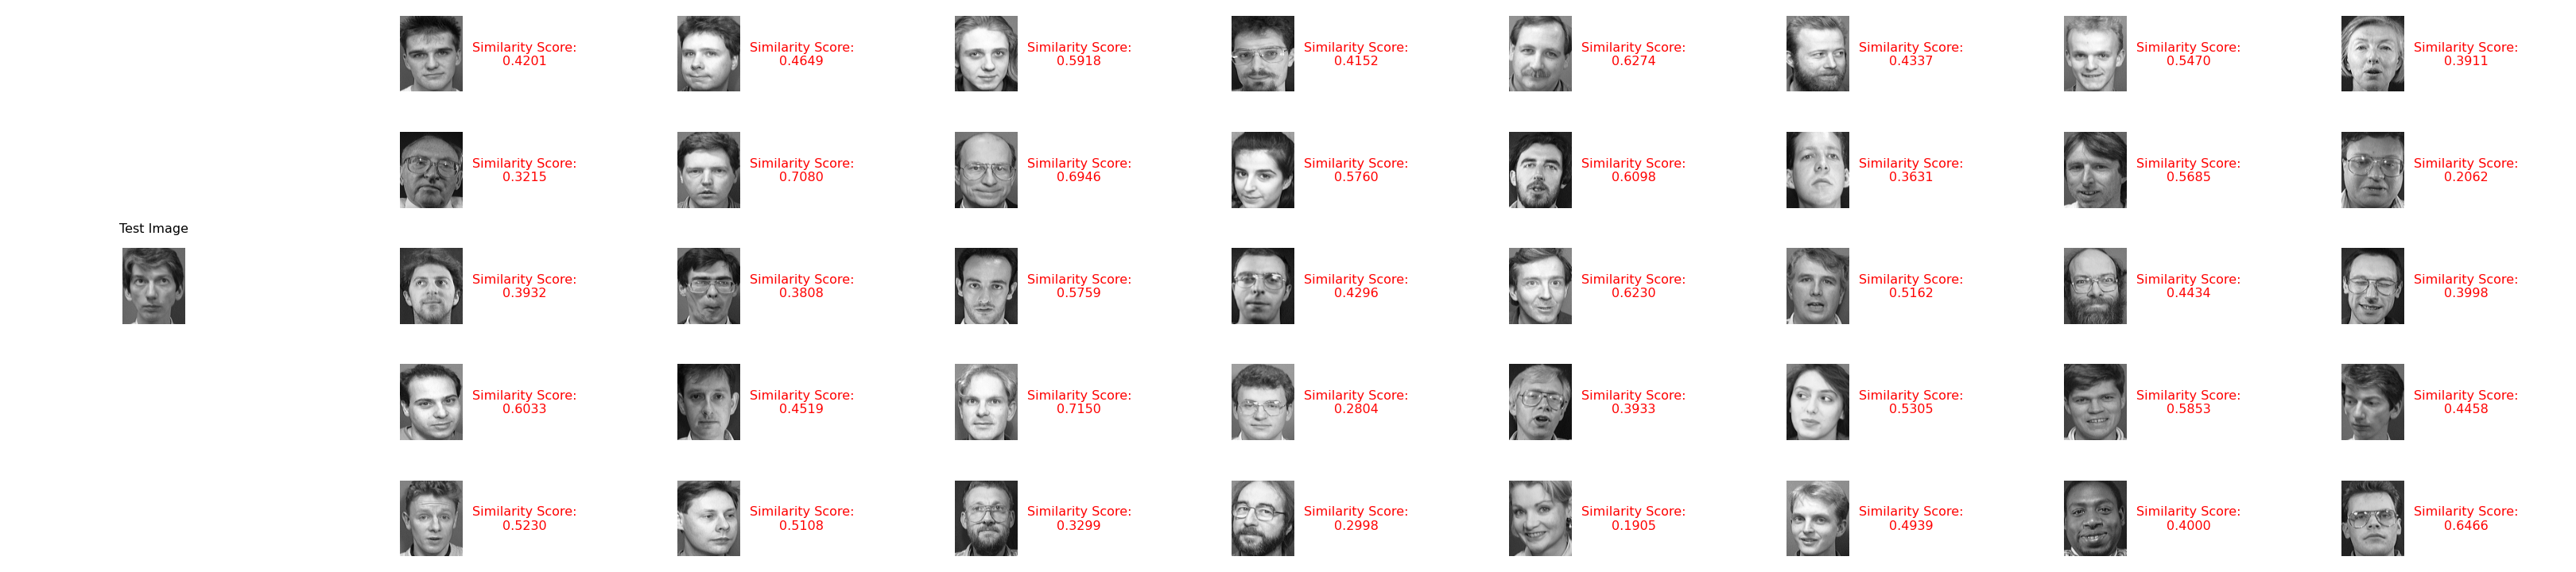 Similarity Score:
0.4201
Similarity Score:
0.4649
Similarity Score:
0.5918
Similarity Score:
0.4152
Similarity Score:
0.6274
Similarity Score:
0.4337
Similarity Score:
0.5470
Similarity Score:
0.3911
Similarity Score:
0.3215
Similarity Score:
0.7080
Similarity Score:
0.6946
Similarity Score:
0.5760
Similarity Score:
0.6098
Similarity Score:
0.3631
Similarity Score:
0.5685
Similarity Score:
0.2062
Test Image
Similarity Score:
0.3932
Similarity Score:
0.3808
Similarity Score:
0.5759
Similarity Score:
0.4296
Similarity Score:
0.6230
Similarity Score:
0.5162
Similarity Score:
0.4434
Similarity Score:
0.3998
Similarity Score:
0.6033
Similarity Score:
0.4519
Similarity Score:
0.7150
Similarity Score:
0.2804
Similarity Score:
0.3933
Similarity Score:
0.5305
Similarity Score:
0.5853
Similarity Score:
0.4458
Similarity Score:
0.5230
Similarity Score:
0.5108
Similarity Score:
0.3299
Similarity Score:
0.2998
Similarity Score:
0.1905
Similarity Score:
0.4939
Similarity Score:
0.4000
Similarity Score:
0.6466